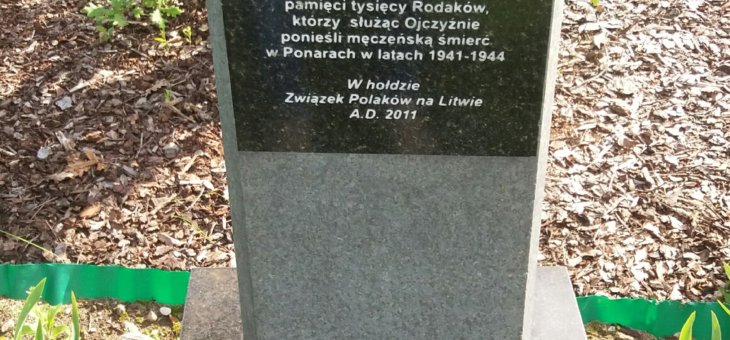 pamięci tysięcy Rodaków,
którzy służąc Ojczyźnie
ponieśli męczeńską śmierć
w Ponarach w latach 1941-1944
W hołdzie
Związek Polaków na Litwie
A.D. 2011